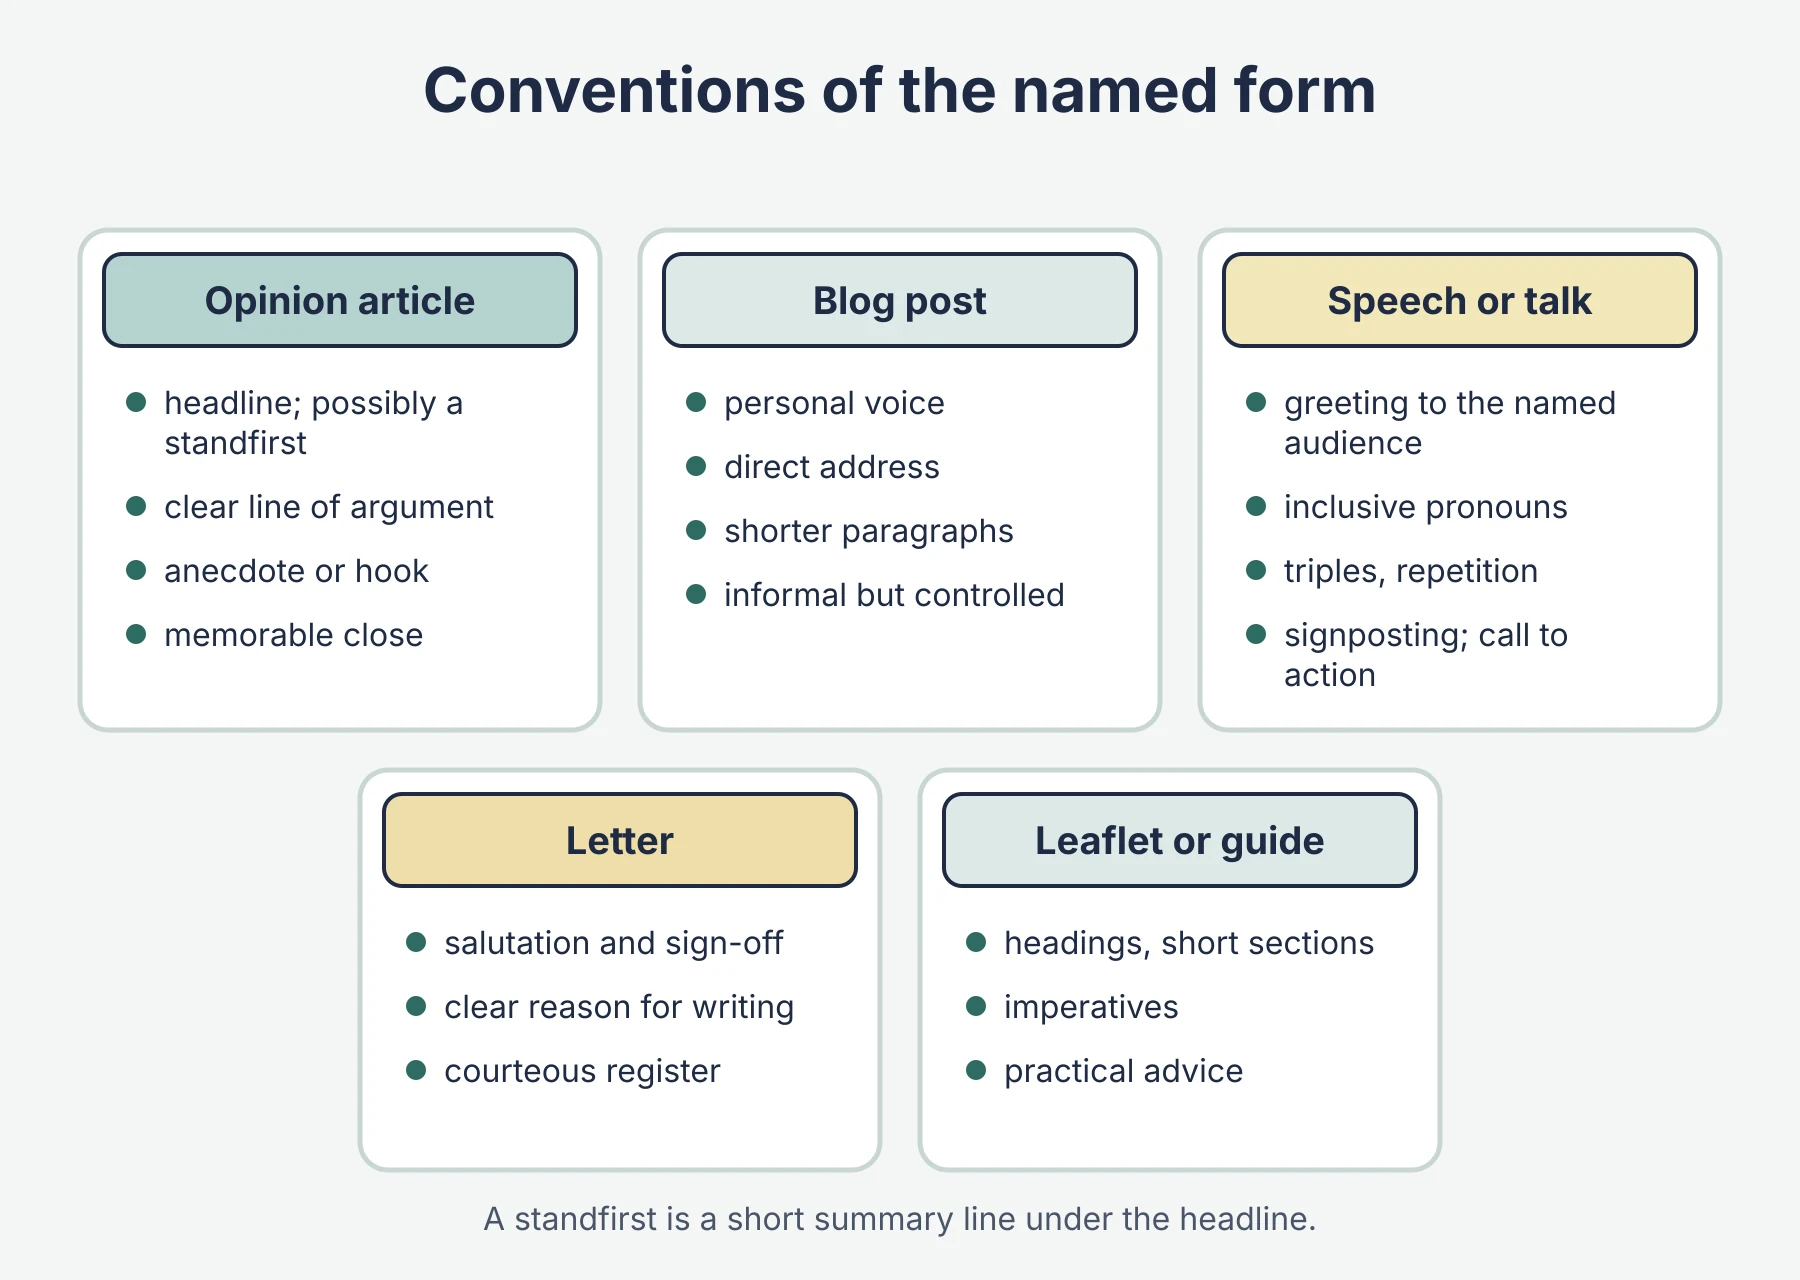 Conventions of the named form
Opinion article
headline; possibly a
standfirst
clear line of argument
anecdote or hook
memorable close
Blog post
personal voice
direct address
shorter paragraphs
informal but controlled
Speech or talk
greeting to the named
audience
inclusive pronouns
triples, repetition
signposting; call to
action
Letter
salutation and sign-off
clear reason for writing
courteous register
Leaflet or guide
headings, short sections
imperatives
practical advice
A standfirst is a short summary line under the headline.